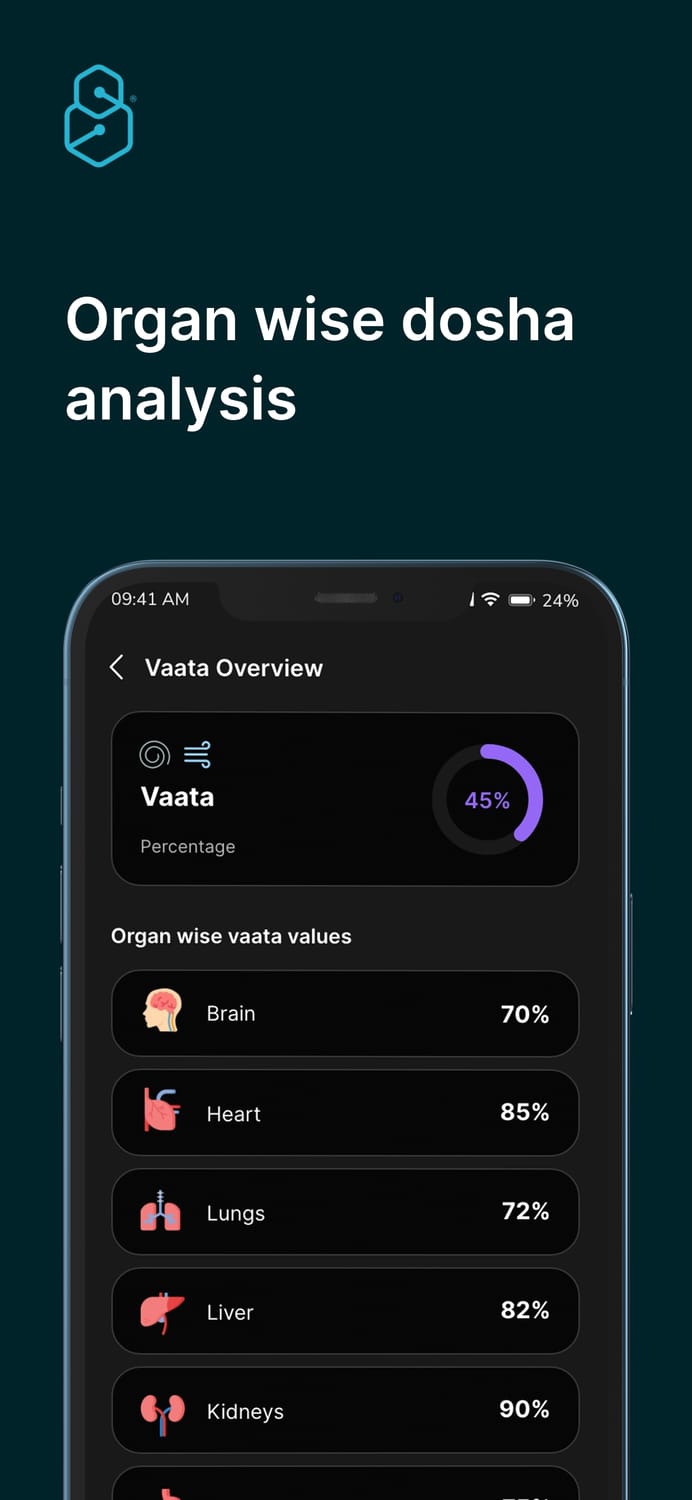 ®
Organ wise dosha
analysis
09:41 AM
24%
Vaata Overview
Vaata
45%
Percentage
Organ wise vaata values
Brain
70%
Heart
85%
Lungs
72%
Liver
82%
Kidneys
90%